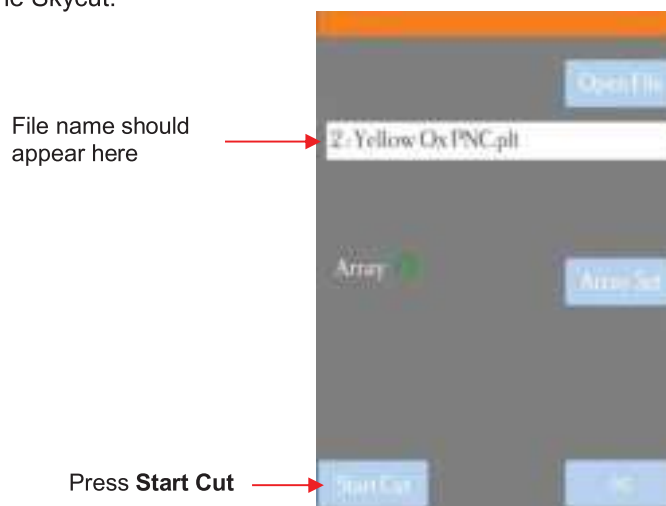 he Skycut.
Open File
File name should
appear here
2:Yellow Ox PNC.plt
Array
Array Set
Press Start Cut
Start Cut